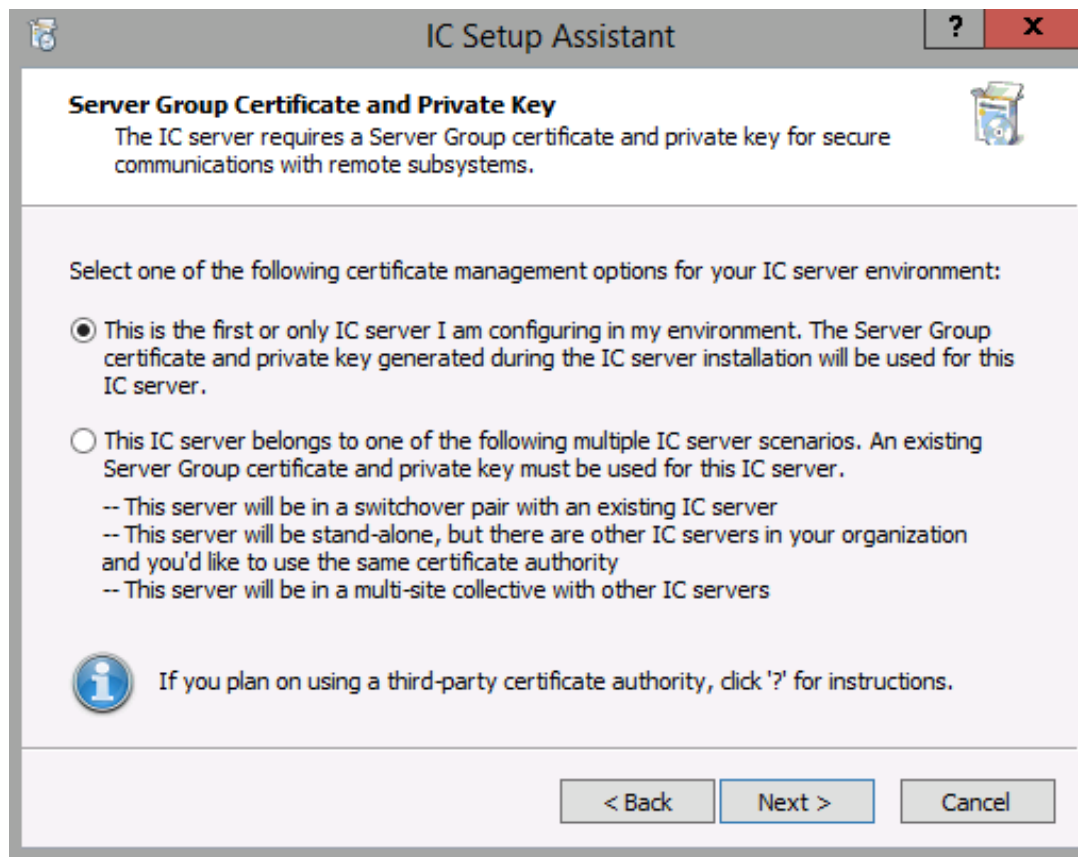 IC Setup Assistant
?
x
Server Group Certificate and Private Key
The IC server requires a Server Group certificate and private key for secure
communications with remote subsystems.
Select one of the following certificate management options for your IC server environment:
This is the first or only IC server I am configuring in my environment. The Server Group
certificate and private key generated during the IC server installation will be used for this
IC server.
This IC server belongs to one of the following multiple IC server scenarios. An existing
Server Group certificate and private key must be used for this IC server.
-- This server will be in a switchover pair with an existing IC server
-- This server will be stand-alone, but there are other IC servers in your organization
and you'd like to use the same certificate authority
-- This server will be in a multi-site collective with other IC servers
If you plan on using a third-party certificate authority, click '?' for instructions.
< Back
Next >
Cancel